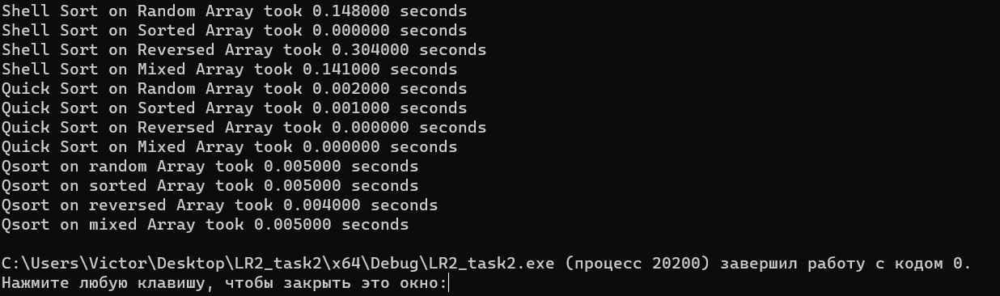 Shell Sort on Random Array took 0.148000 seconds
Shell Sort on Sorted Array took 0.000000 seconds
Shell Sort on Reversed Array took 0.304000 seconds
Shell Sort on Mixed Array took 0.141000 seconds
Quick Sort on Random Array took 0.002000 seconds
Quick Sort on Sorted Array took 0.001000 seconds
Quick Sort on Reversed Array took 0.000000 seconds
Quick Sort on Mixed Array took 0.000000 seconds
Qsort on random Array took 0.005000 seconds
Qsort on sorted Array took 0.005000 seconds
Qsort on reversed Array took 0.004000 seconds
Qsort on mixed Array took 0.005000 seconds
C:\Users\Victor\Desktop\LR2_task2\x64\Debug\LR2_task2.exe (процесс 20200) завершил работу с кодом 0.
Нажмите любую клавишу, чтобы закрыть это окно: